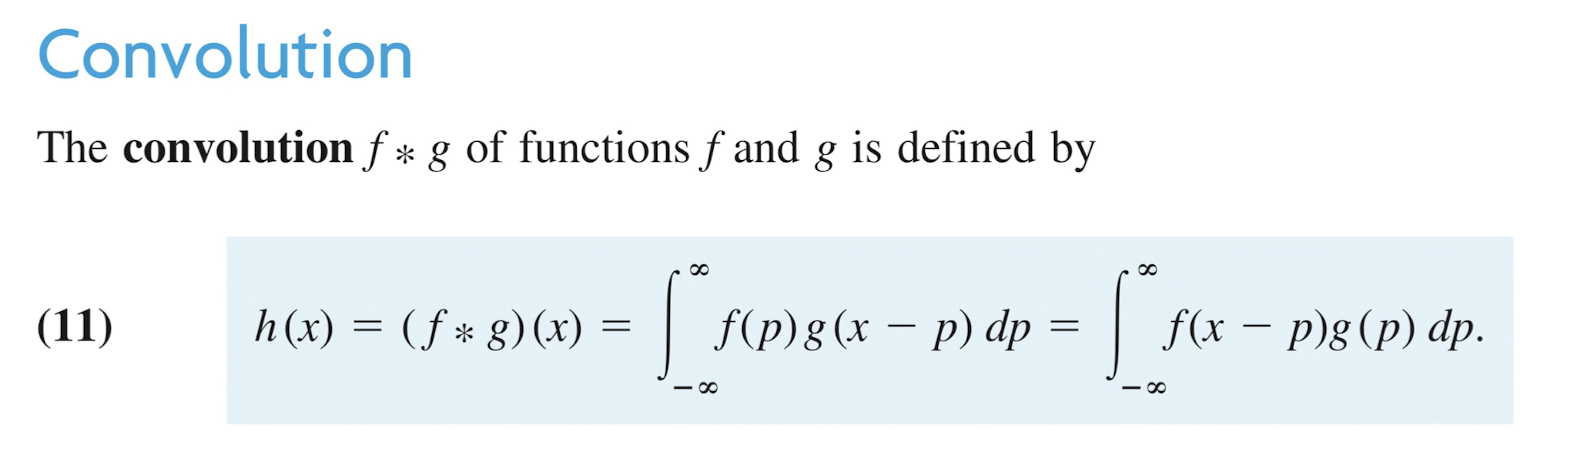 Convolution
The convolution f * g of functions f and g is defined by
(11) h(x) = (f * g)(x) = ∫_{-∞}^{∞} f(p)g(x − p) dp = ∫_{-∞}^{∞} f(x − p)g(p) dp.